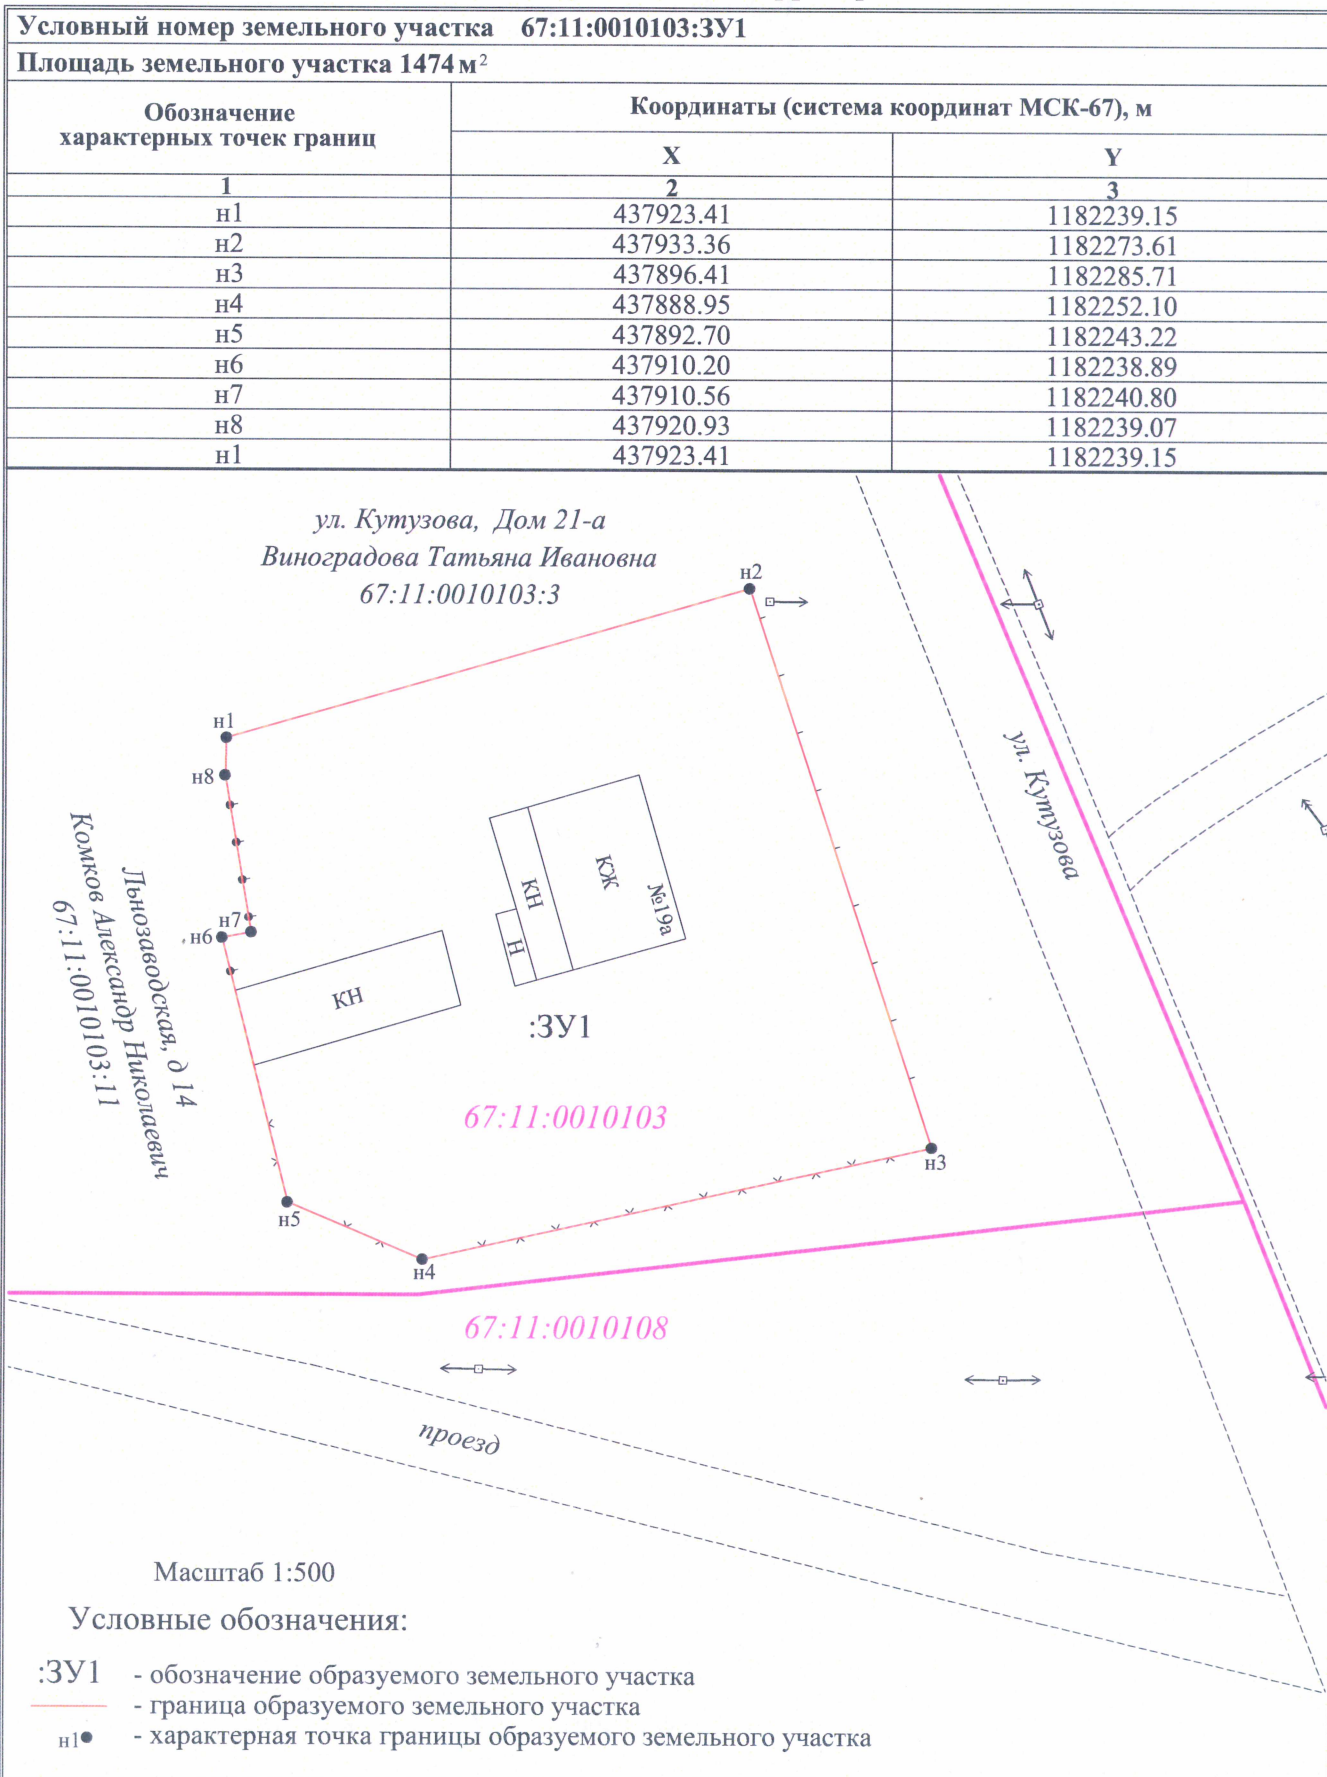 Условный номер земельного участка 67:11:0010103:ЗУ1
Площадь земельного участка 1474 м²
Обозначение характерных точек границ
Координаты (система координат МСК-67), м
X Y
1 2 3
н1 437923.41 1182239.15
н2 437933.36 1182273.61
н3 437896.41 1182285.71
н4 437888.95 1182252.10
н5 437892.70 1182243.22
н6 437910.20 1182238.89
н7 437910.56 1182240.80
н8 437920.93 1182239.07
н1 437923.41 1182239.15
ул. Кутузова, Дом 21-а
Виноградова Татьяна Ивановна
67:11:0010103:3
н2
н1
н8
ул. Кутузова
Льнозаводская, д 14
Комков Александр Николаевич
67:11:0010103:11
н7
н6
КН
КЖ
№19а
Н
КН
:ЗУ1
67:11:0010103
н3
н5
н4
67:11:0010108
проезд
Масштаб 1:500
Условные обозначения:
:ЗУ1 - обозначение образуемого земельного участка
- граница образуемого земельного участка
н1 - характерная точка границы образуемого земельного участка